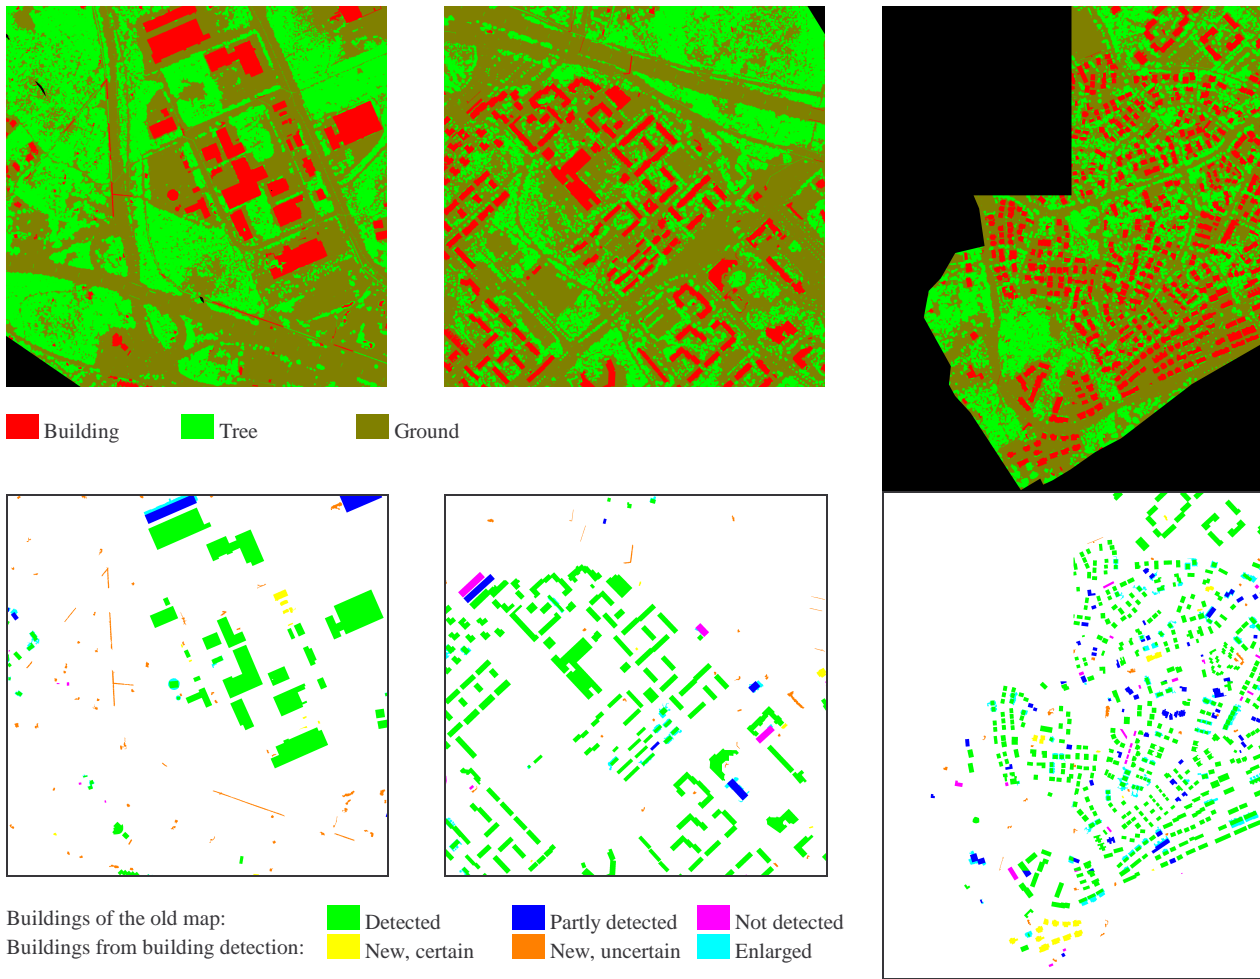 Building Tree Ground
Buildings of the old map: Detected Partly detected Not detected
Buildings from building detection: New, certain New, uncertain Enlarged